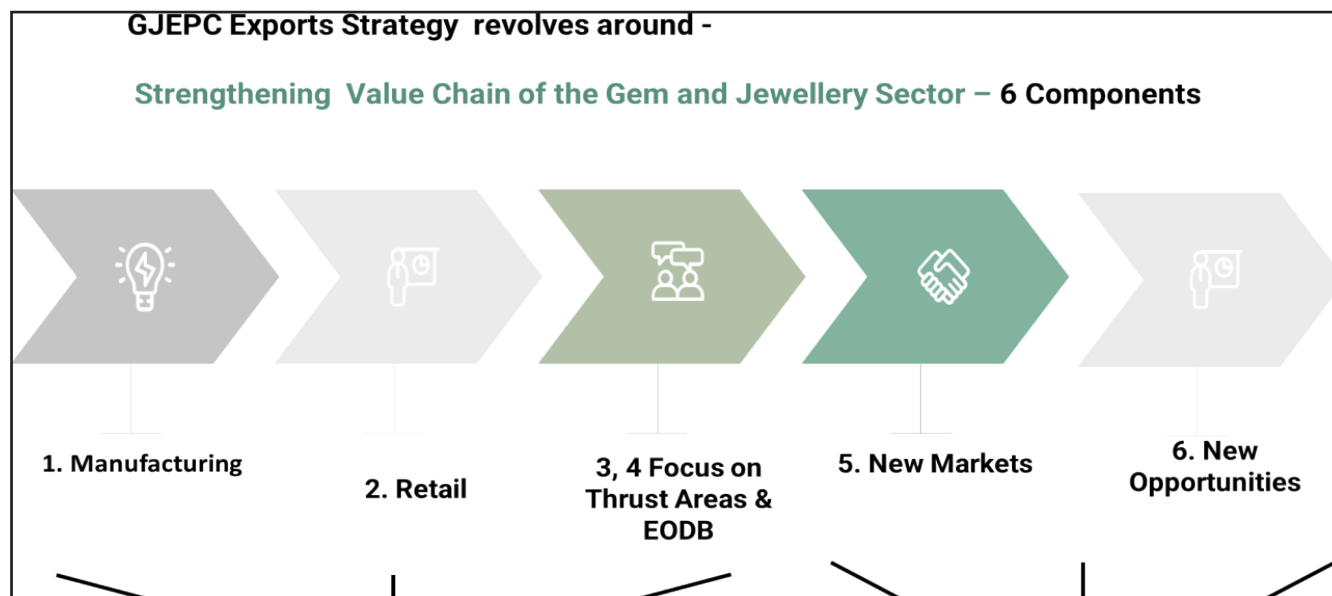 GJEPC Exports Strategy revolves around -
Strengthening Value Chain of the Gem and Jewellery Sector – 6 Components
1. Manufacturing
2. Retail
3, 4 Focus on
Thrust Areas &
EODB
5. New Markets
6. New
Opportunities